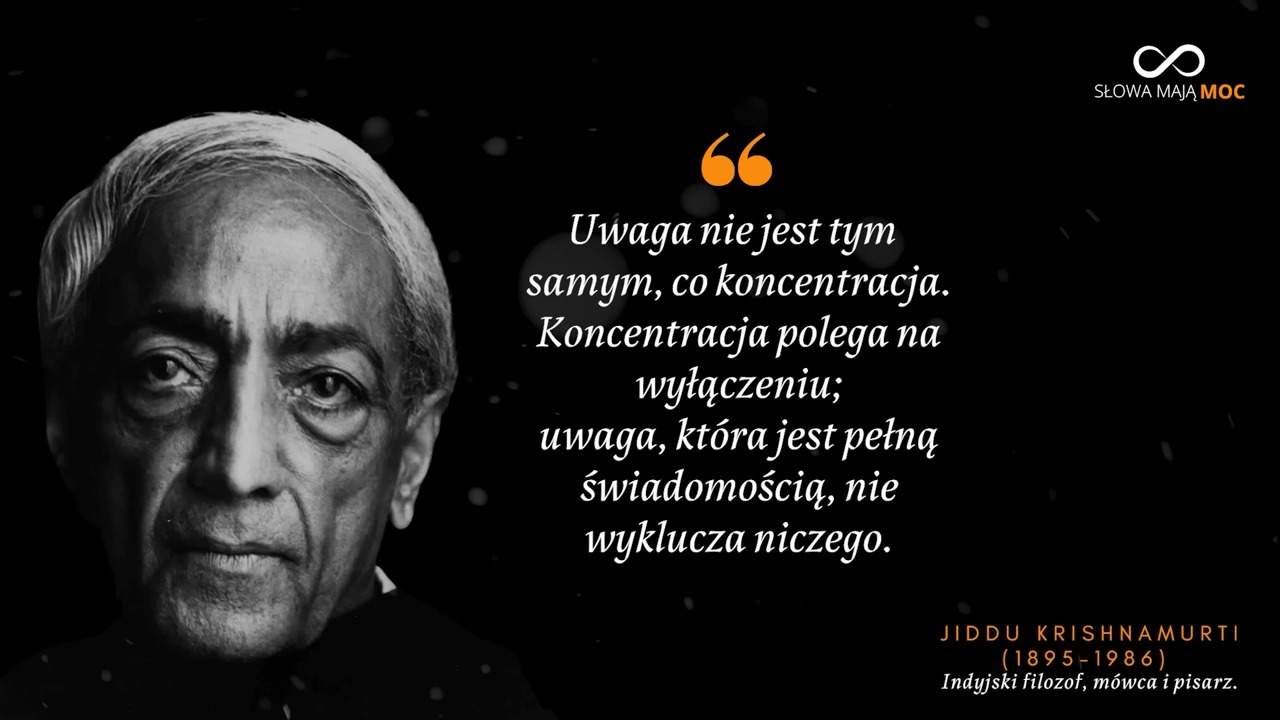 SŁOWA MAJĄ MOC
Uwaga nie jest tym
samym, co koncentracja.
Koncentracja polega na
wyłączeniu;
uwaga, która jest pełną
świadomością, nie
wyklucza niczego.
JIDDU KRISHNAMURTI
(1895-1986)
Indyjski filozof, mówca i pisarz.